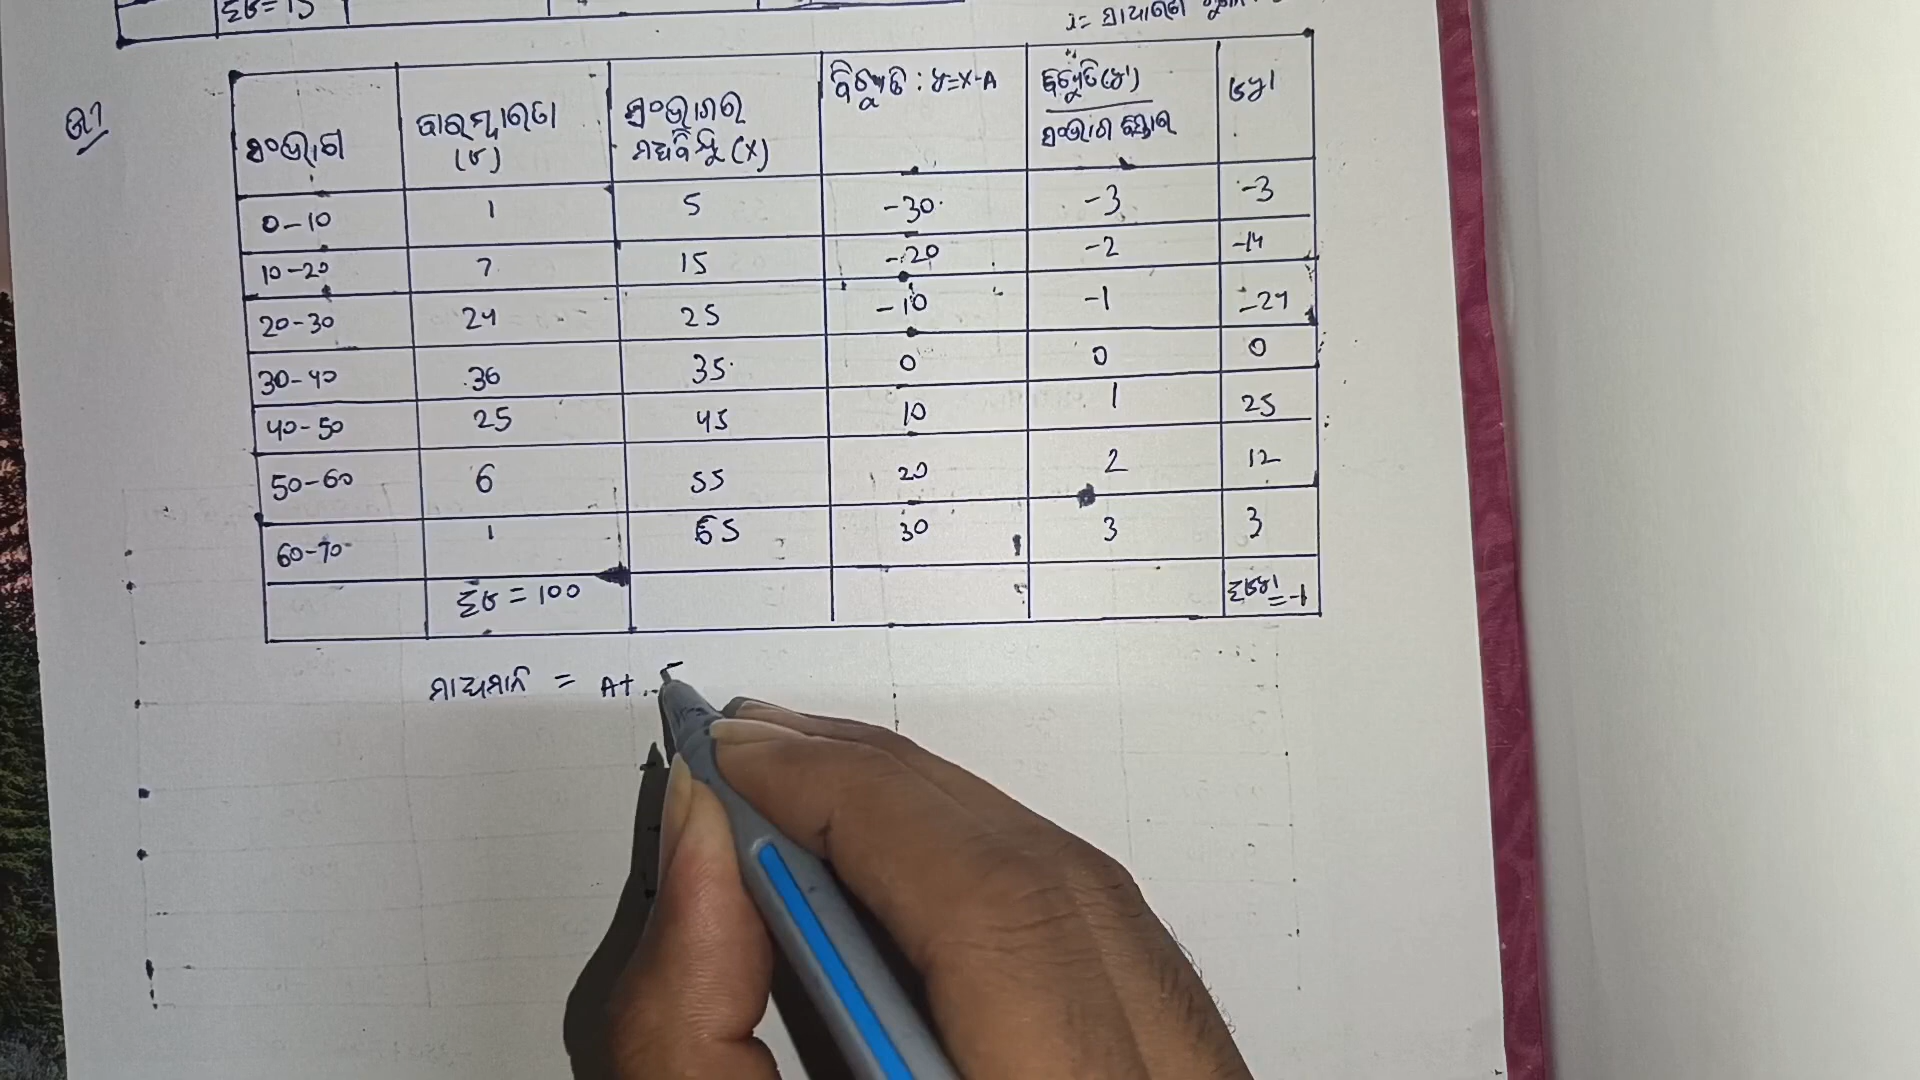 Σf = 15
i = ସାଧାରଣ
ଉ୧
ସଂଭାଗ ବାରମ୍ବାରତା (f) ସଂଭାଗର ମଧ୍ୟବିନ୍ଦୁ (X) ବିଚ୍ୟୁତି : y=X-A ବିଚ୍ୟୁତି (y') / ସଂଭାଗ ବିସ୍ତାର fy'
0-10 1 5 -30 -3 -3
10-20 7 15 -20 -2 -14
20-30 24 25 -10 -1 -24
30-40 36 35 0 0 0
40-50 25 45 10 1 25
50-60 6 55 20 2 12
60-70 1 65 30 3 3
Σf = 100 Σfy' = -1
ମାଧ୍ୟମାନ = A+